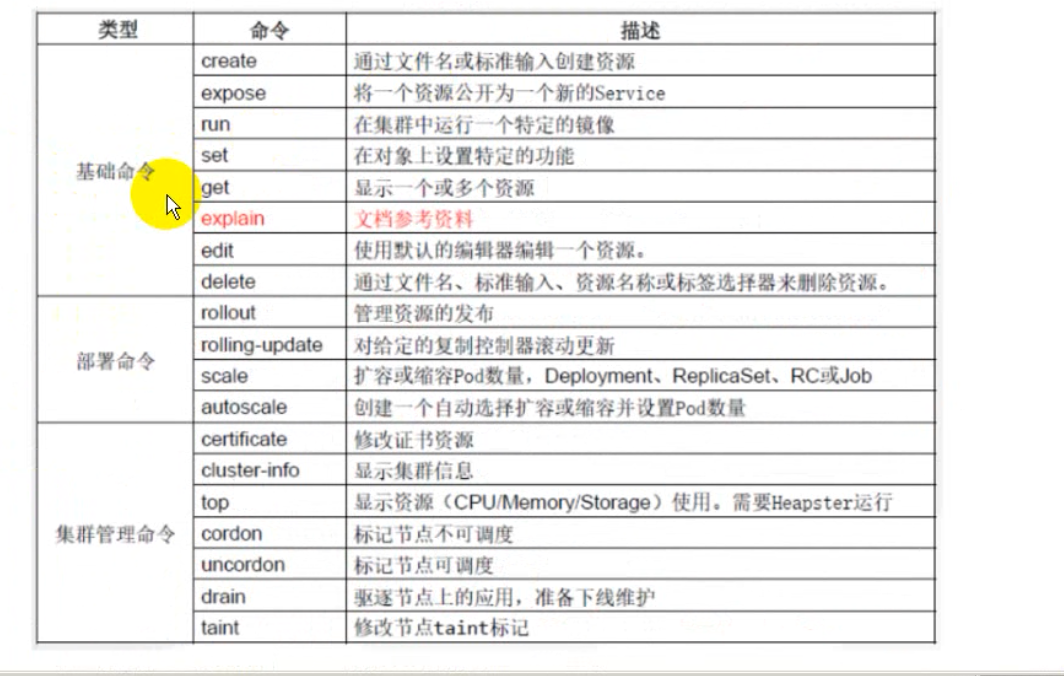 类型 命令 描述
create 通过文件名或标准输入创建资源
expose 将一个资源公开为一个新的Service
run 在集群中运行一个特定的镜像
set 在对象上设置特定的功能
基础命令
get 显示一个或多个资源
explain 文档参考资料
edit 使用默认的编辑器编辑一个资源。
delete 通过文件名、标准输入、资源名称或标签选择器来删除资源。
rollout 管理资源的发布
rolling-update 对给定的复制控制器滚动更新
部署命令
scale 扩容或缩容Pod数量，Deployment、ReplicaSet、RC或Job
autoscale 创建一个自动选择扩容或缩容并设置Pod数量
certificate 修改证书资源
cluster-info 显示集群信息
top 显示资源（CPU/Memory/Storage）使用。需要Heapster运行
集群管理命令 cordon 标记节点不可调度
uncordon 标记节点可调度
drain 驱逐节点上的应用，准备下线维护
taint 修改节点taint标记